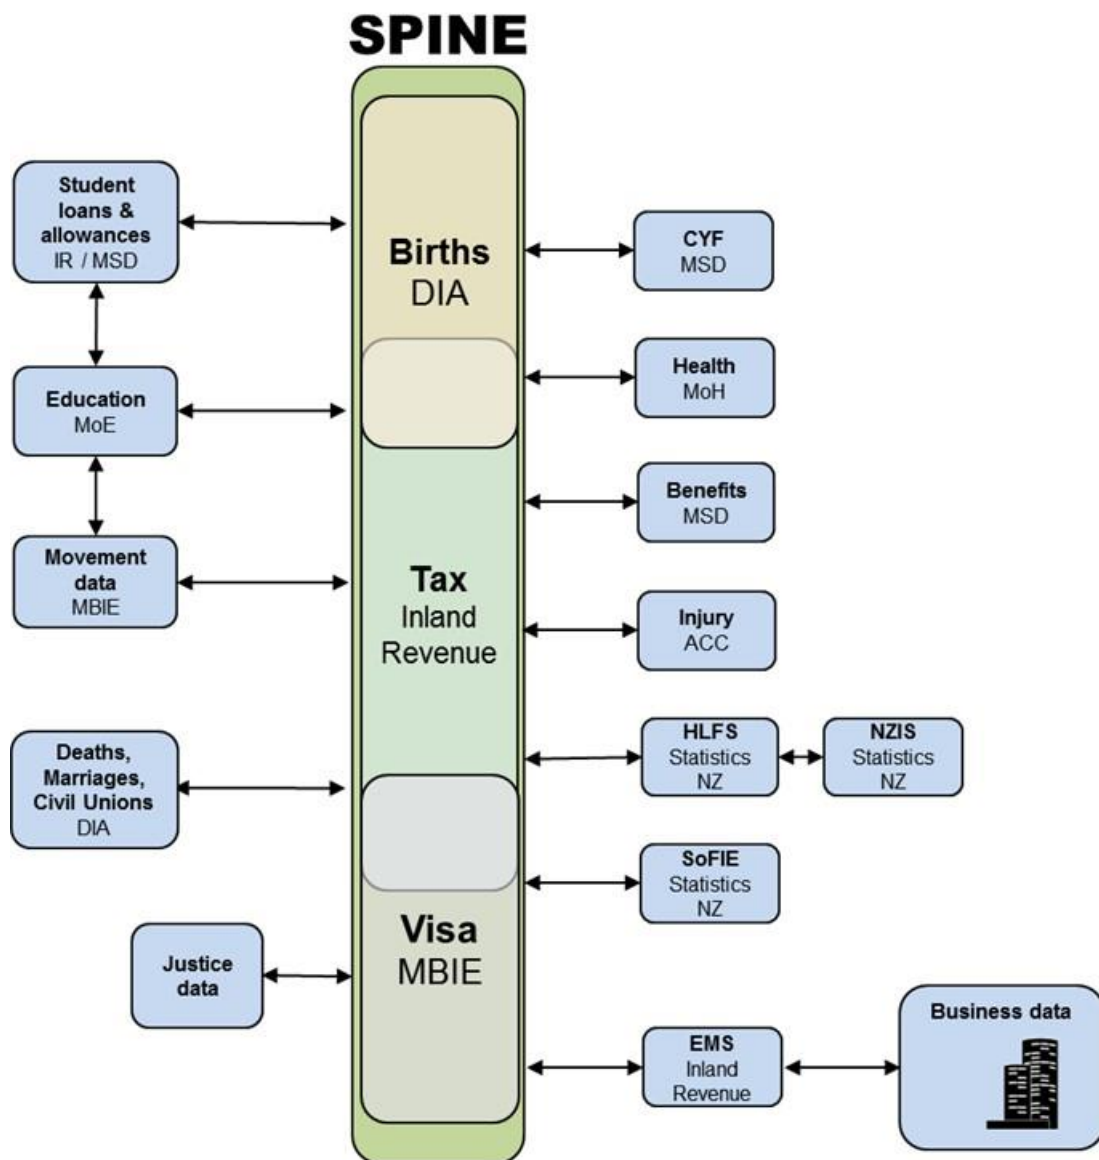 SPINE
Student
loans &
allowances
IR / MSD
Education
MoE
Movement
data
MBIE
Deaths,
Marriages,
Civil Unions
DIA
Justice
data
Births
DIA
Tax
Inland
Revenue
Visa
MBIE
CYF
MSD
Health
MoH
Benefits
MSD
Injury
ACC
HLFS
Statistics
NZ
NZIS
Statistics
NZ
SoFIE
Statistics
NZ
EMS
Inland
Revenue
Business data